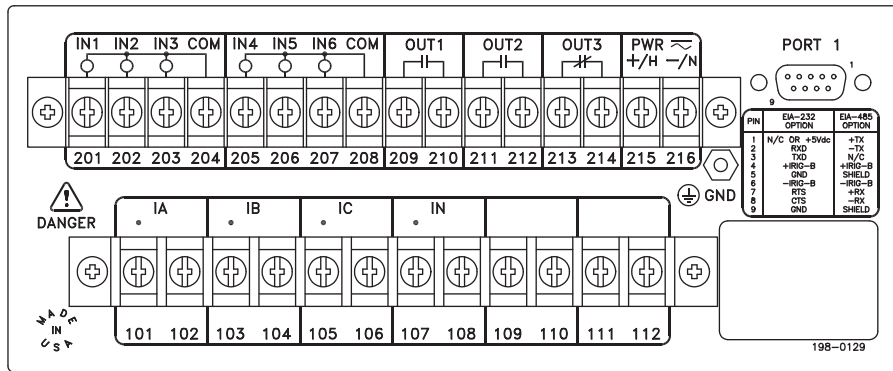 IN1 IN2 IN3 COM IN4 IN5 IN6 COM OUT1 OUT2 OUT3 PWR
+/H −/N
201 202 203 204 205 206 207 208 209 210 211 212 213 214 215 216
GND
PORT 1
1
9
PIN EIA-232 OPTION EIA-485 OPTION
1 N/C OR +5Vdc +TX
2 RXD -TX
3 TXD N/C
4 +IRIG-B +IRIG-B
5 GND SHIELD
6 -IRIG-B -IRIG-B
7 RTS +RX
8 CTS -RX
9 GND SHIELD
DANGER
IA IB IC IN
101 102 103 104 105 106 107 108 109 110 111 112
MADE
IN
USA
198-0129